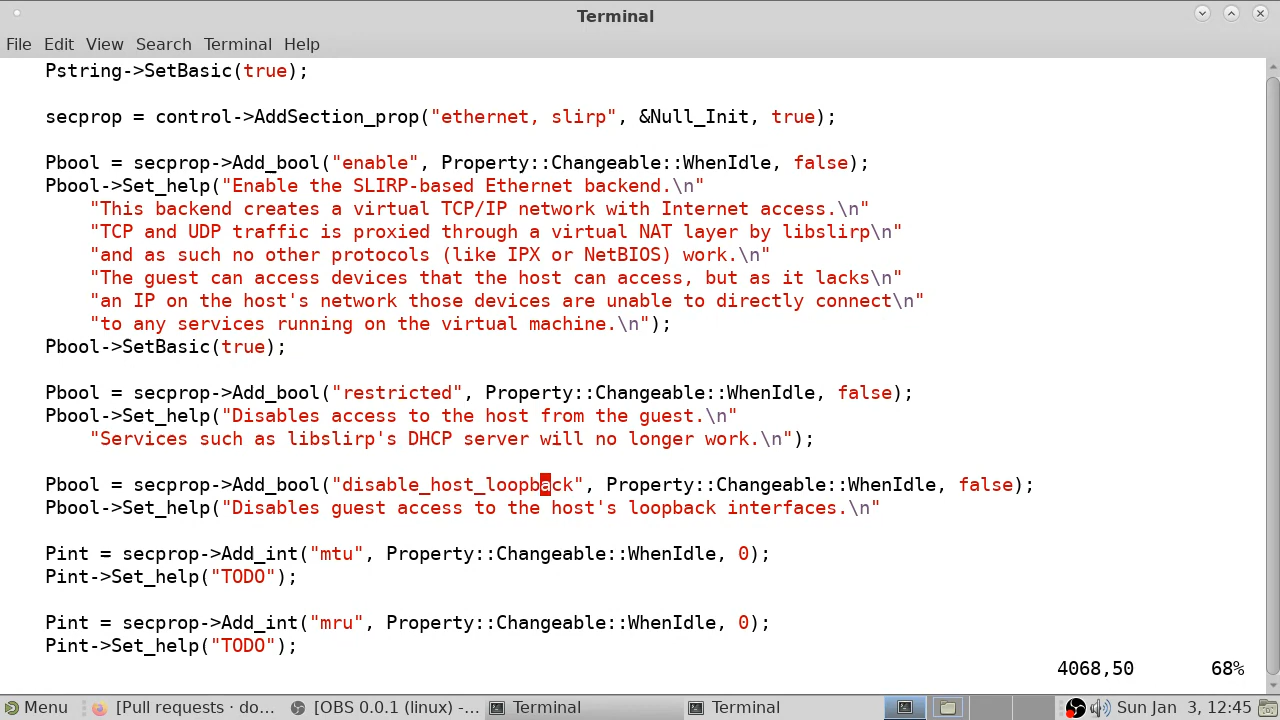 Terminal
File Edit View Search Terminal Help
Pstring->SetBasic(true);
secprop = control->AddSection_prop("ethernet, slirp", &Null_Init, true);
Pbool = secprop->Add_bool("enable", Property::Changeable::WhenIdle, false);
Pbool->Set_help("Enable the SLIRP-based Ethernet backend.\n"
"This backend creates a virtual TCP/IP network with Internet access.\n"
"TCP and UDP traffic is proxied through a virtual NAT layer by libslirp\n"
"and as such no other protocols (like IPX or NetBIOS) work.\n"
"The guest can access devices that the host can access, but as it lacks\n"
"an IP on the host's network those devices are unable to directly connect\n"
"to any services running on the virtual machine.\n");
Pbool->SetBasic(true);
Pbool = secprop->Add_bool("restricted", Property::Changeable::WhenIdle, false);
Pbool->Set_help("Disables access to the host from the guest.\n"
"Services such as libslirp's DHCP server will no longer work.\n");
Pbool = secprop->Add_bool("disable_host_loopback", Property::Changeable::WhenIdle, false);
Pbool->Set_help("Disables guest access to the host's loopback interfaces.\n"
Pint = secprop->Add_int("mtu", Property::Changeable::WhenIdle, 0);
Pint->Set_help("TODO");
Pint = secprop->Add_int("mru", Property::Changeable::WhenIdle, 0);
Pint->Set_help("TODO");
4068,50 68%
Menu [Pull requests · do... [OBS 0.0.1 (linux) -... Terminal Terminal Sun Jan 3, 12:45